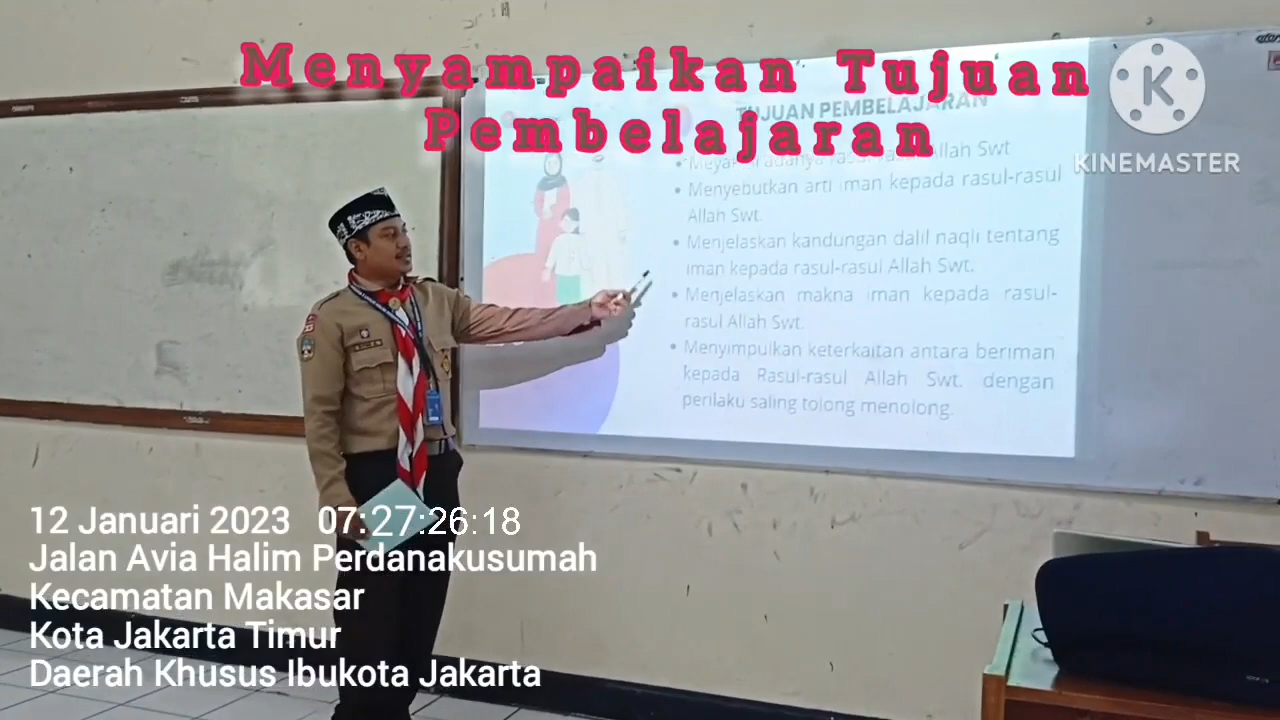 Menyampaikan Tujuan
Pembelajaran
KINEMASTER
TUJUAN PEMBELAJARAN
• Allah Swt
• Menyebutkan arti iman kepada rasul-rasul
Allah Swt.
• Menjelaskan kandungan dalil naqli tentang
iman kepada rasul-rasul Allah Swt.
• Menjelaskan makna iman kepada rasul-
rasul Allah Swt.
• Menyimpulkan keterkaitan antara beriman
kepada Rasul-rasul Allah Swt. dengan
perilaku saling tolong menolong.
12 Januari 2023 07:27:26:18
Jalan Avia Halim Perdanakusumah
Kecamatan Makasar
Kota Jakarta Timur
Daerah Khusus Ibukota Jakarta